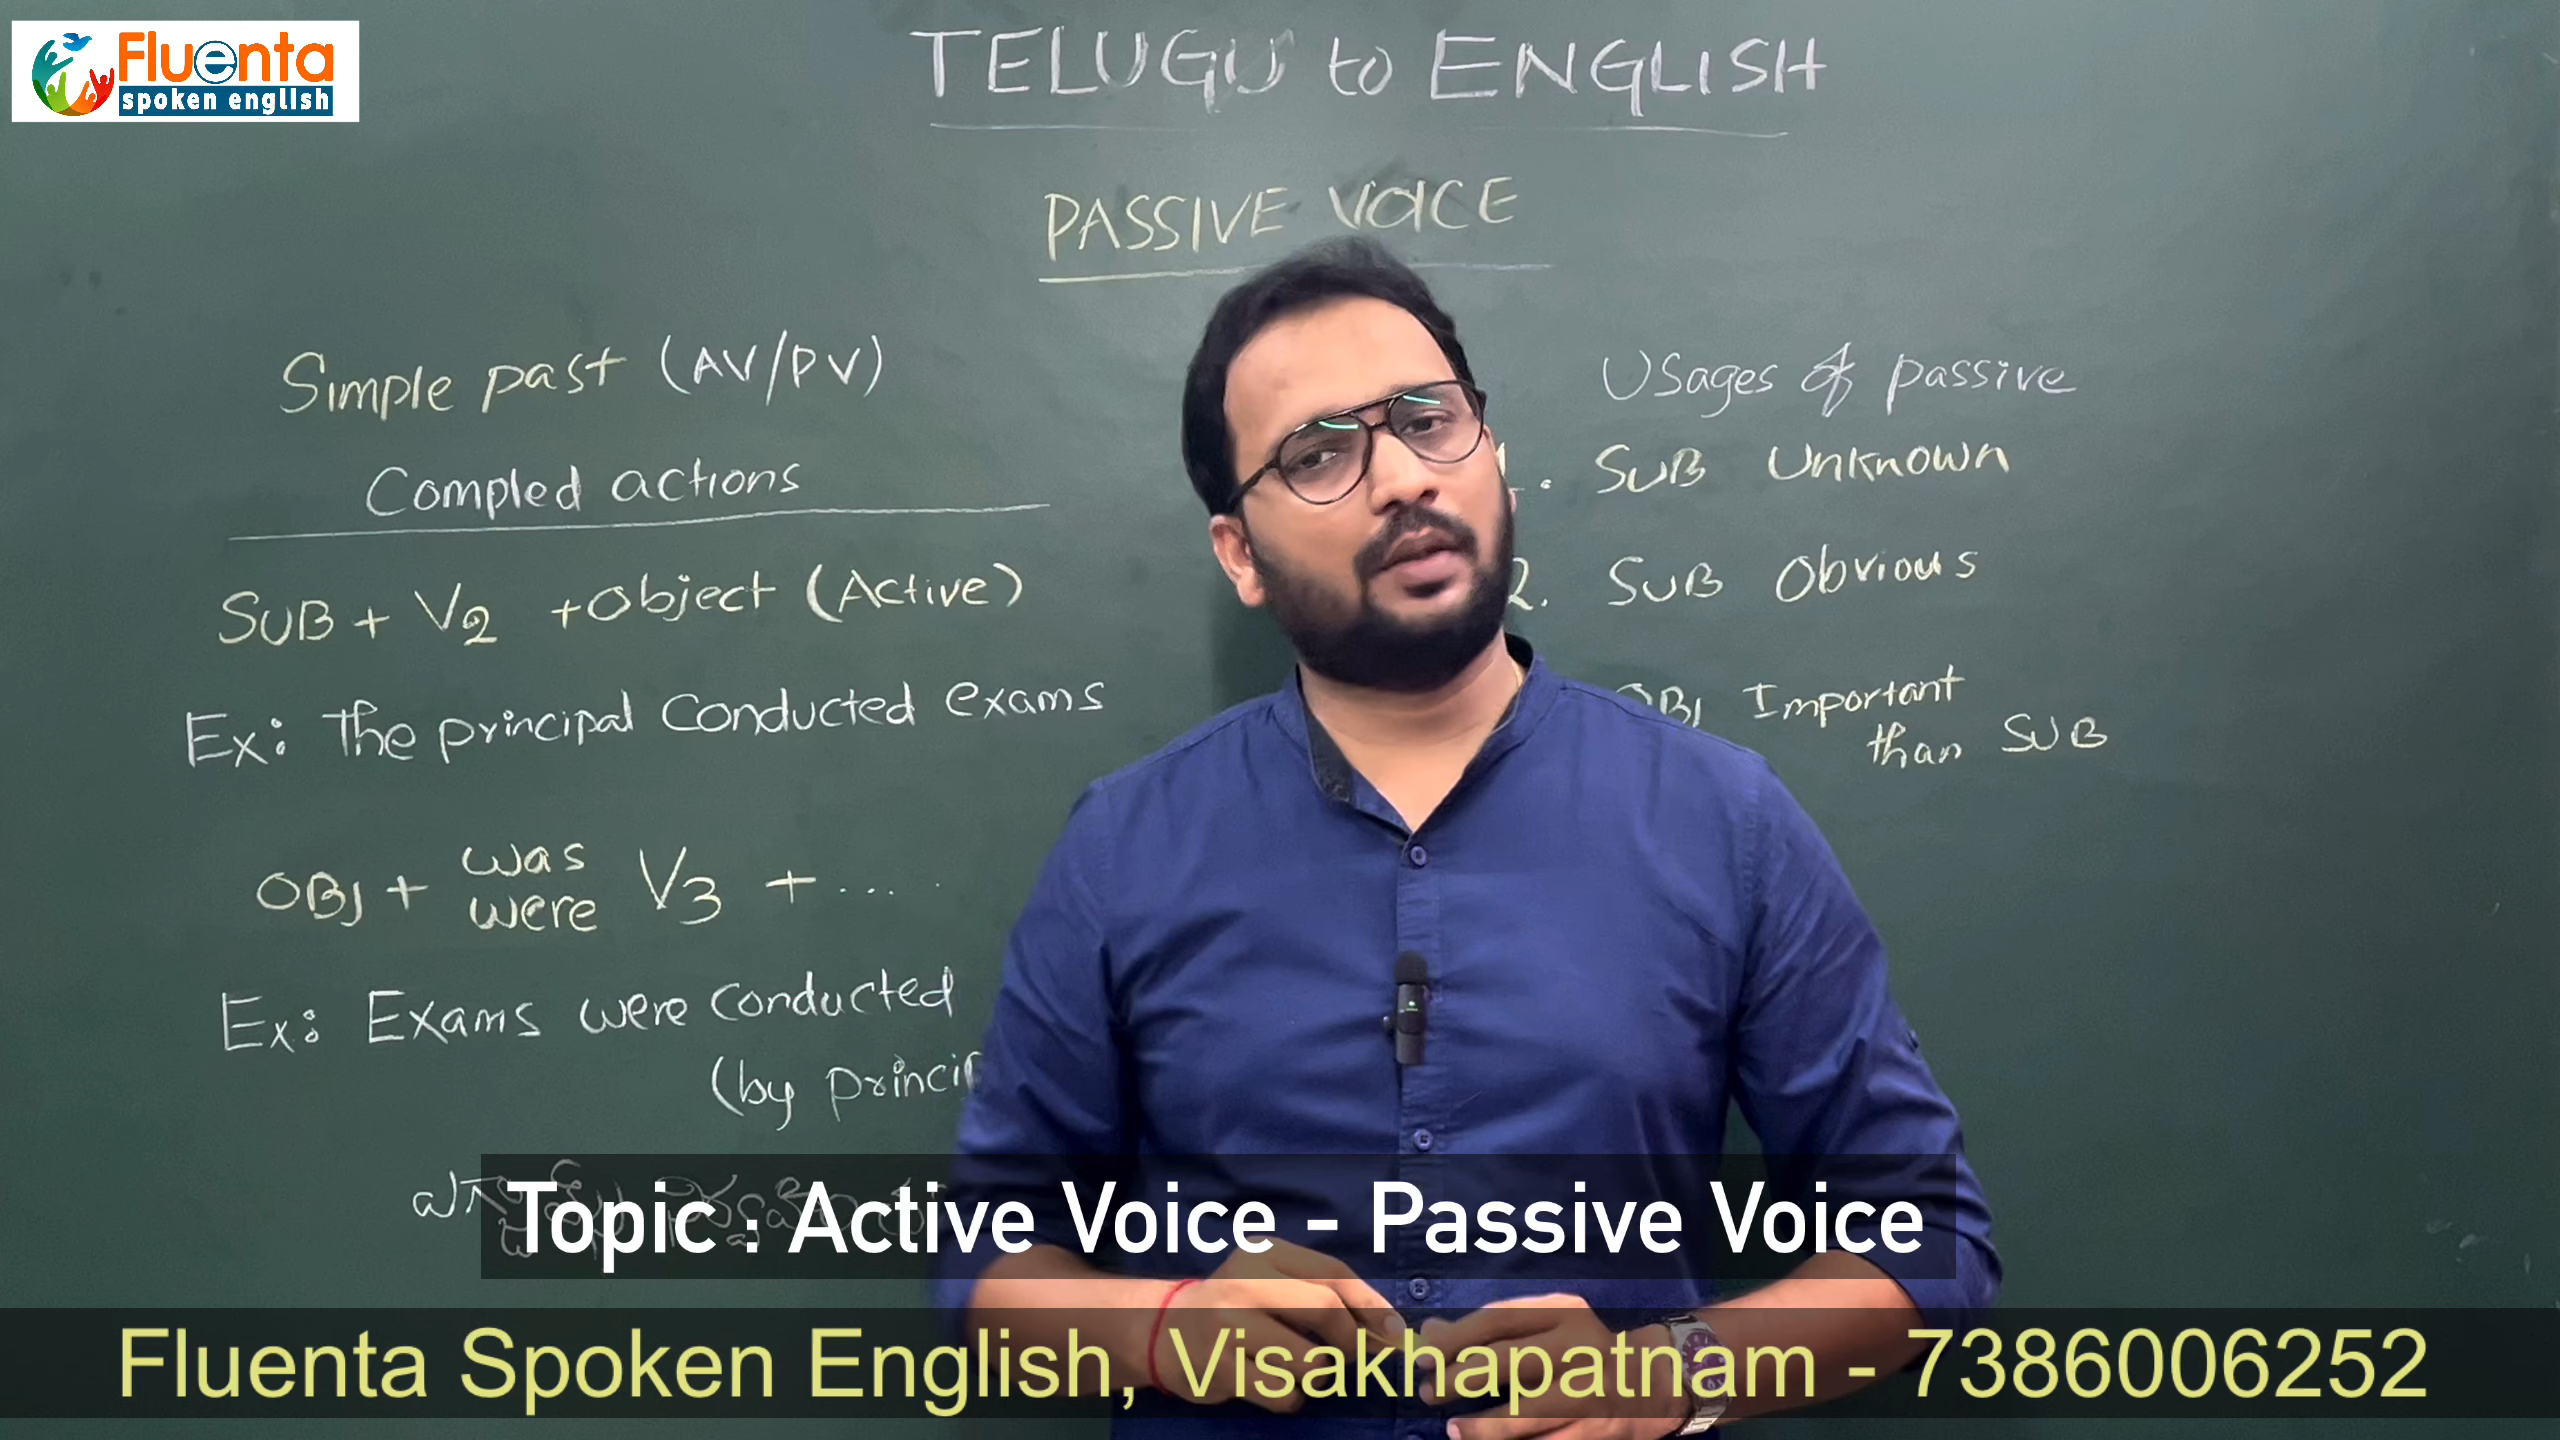 Fluenta
spoken english
TELUGU to ENGLISH
PASSIVE VOICE
Simple past (AV/PV)
Compled actions
SUB + V2 + Object (Active)
Ex: The principal conducted exams
OBJ + was
were V3 + ....
Ex: Exams were conducted
(by
Usages of passive
1. SUB Unknown
2. SUB Obvious
OBJ Important
than SUB
Topic : Active Voice - Passive Voice
Fluenta Spoken English, Visakhapatnam - 7386006252